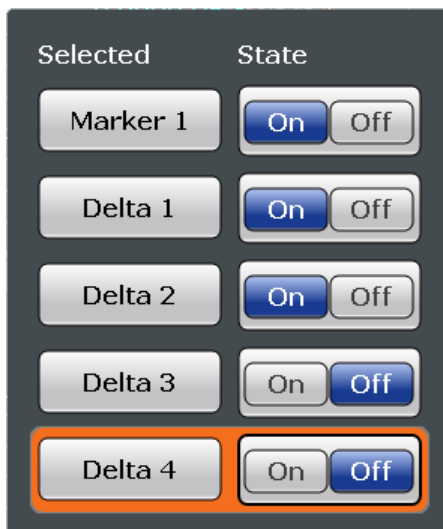 Selected State
Marker 1 On Off
Delta 1 On Off
Delta 2 On Off
Delta 3 On Off
Delta 4 On Off